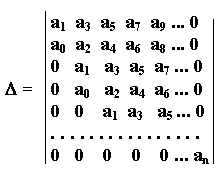 a₁ a₃ a₅ a₇ a₉ ... 0
a₀ a₂ a₄ a₆ a₈ ... 0
0 a₁ a₃ a₅ a₇ ... 0
Δ = 0 a₀ a₂ a₄ a₆ ... 0
0 0 a₁ a₃ a₅ ... 0
. . . . . . . . . . . . . . . .
0 0 0 0 0 ... aₙ